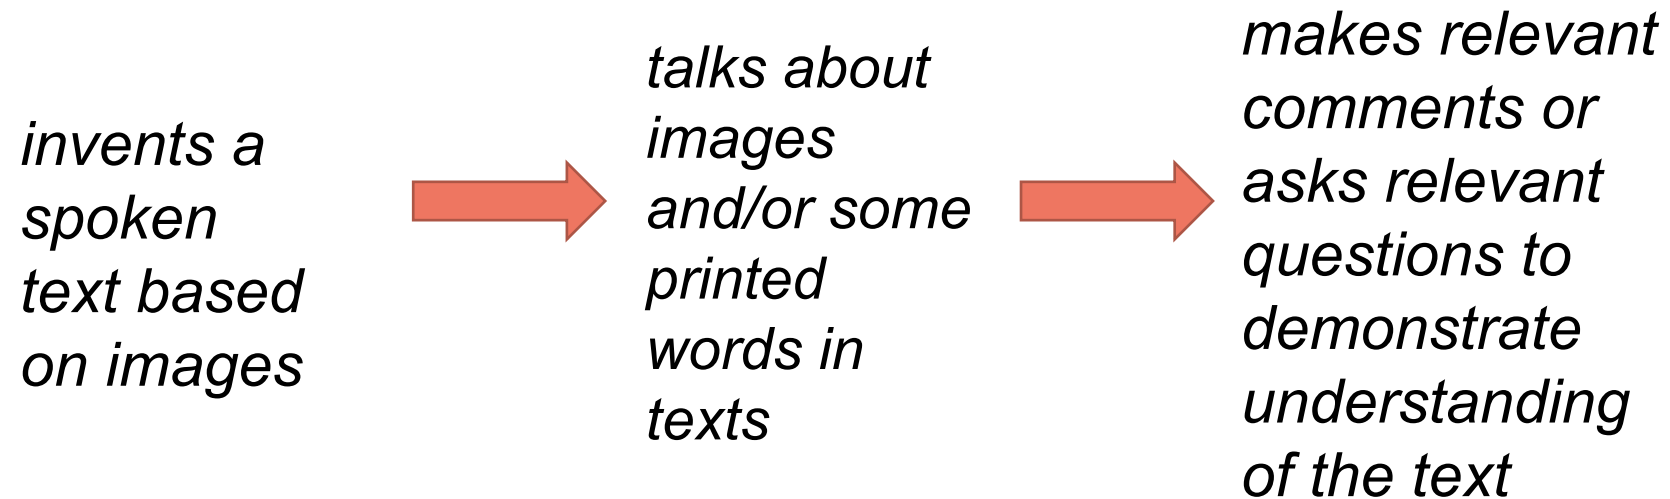 invents a
spoken
text based
on images
talks about
images
and/or some
printed
words in
texts
makes relevant
comments or
asks relevant
questions to
demonstrate
understanding
of the text